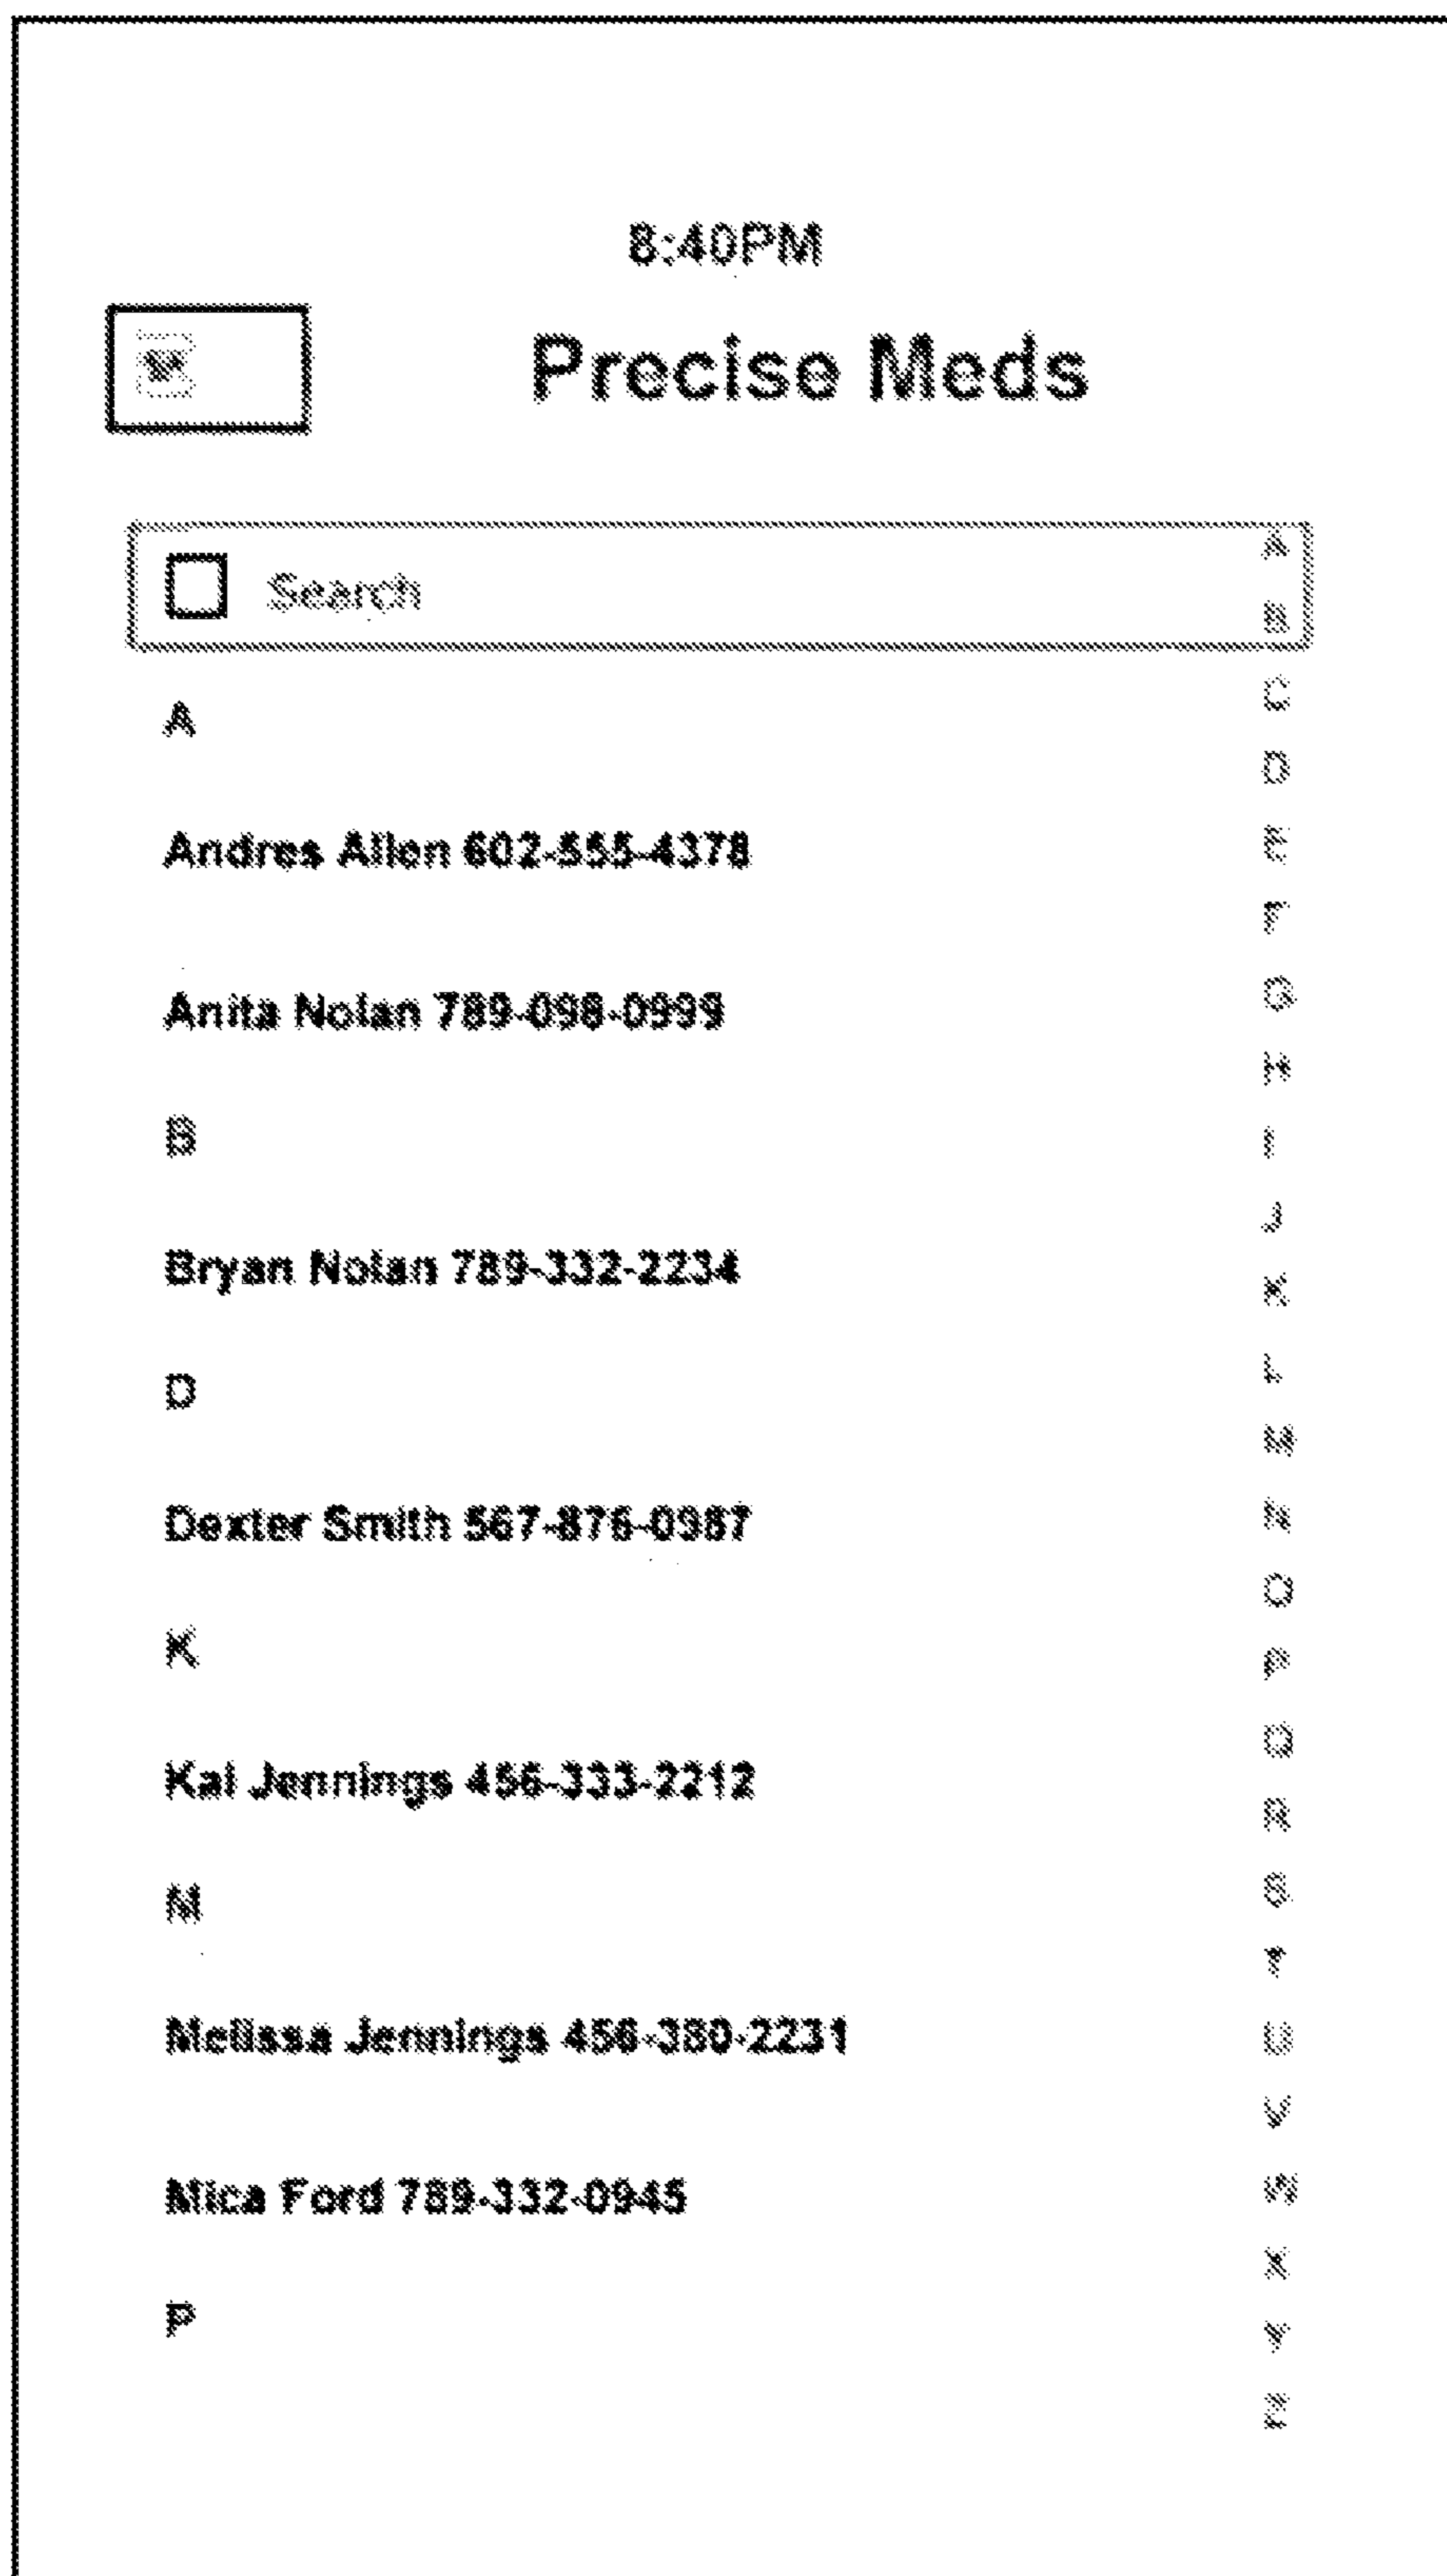 8:40PM
Precise Meds
Search
A
Andres Allen 602-555-4378
Anita Nolan 789-098-0999
B
Bryan Nolan 789-332-2234
D
Dexter Smith 567-876-0987
K
Kal Jennings 456-333-2212
M
Melissa Jennings 456-380-2231
Mica Ford 789-332-0945
P
A
B
C
D
E
F
G
H
I
J
K
L
M
N
O
P
Q
R
S
T
U
V
W
X
Y
Z